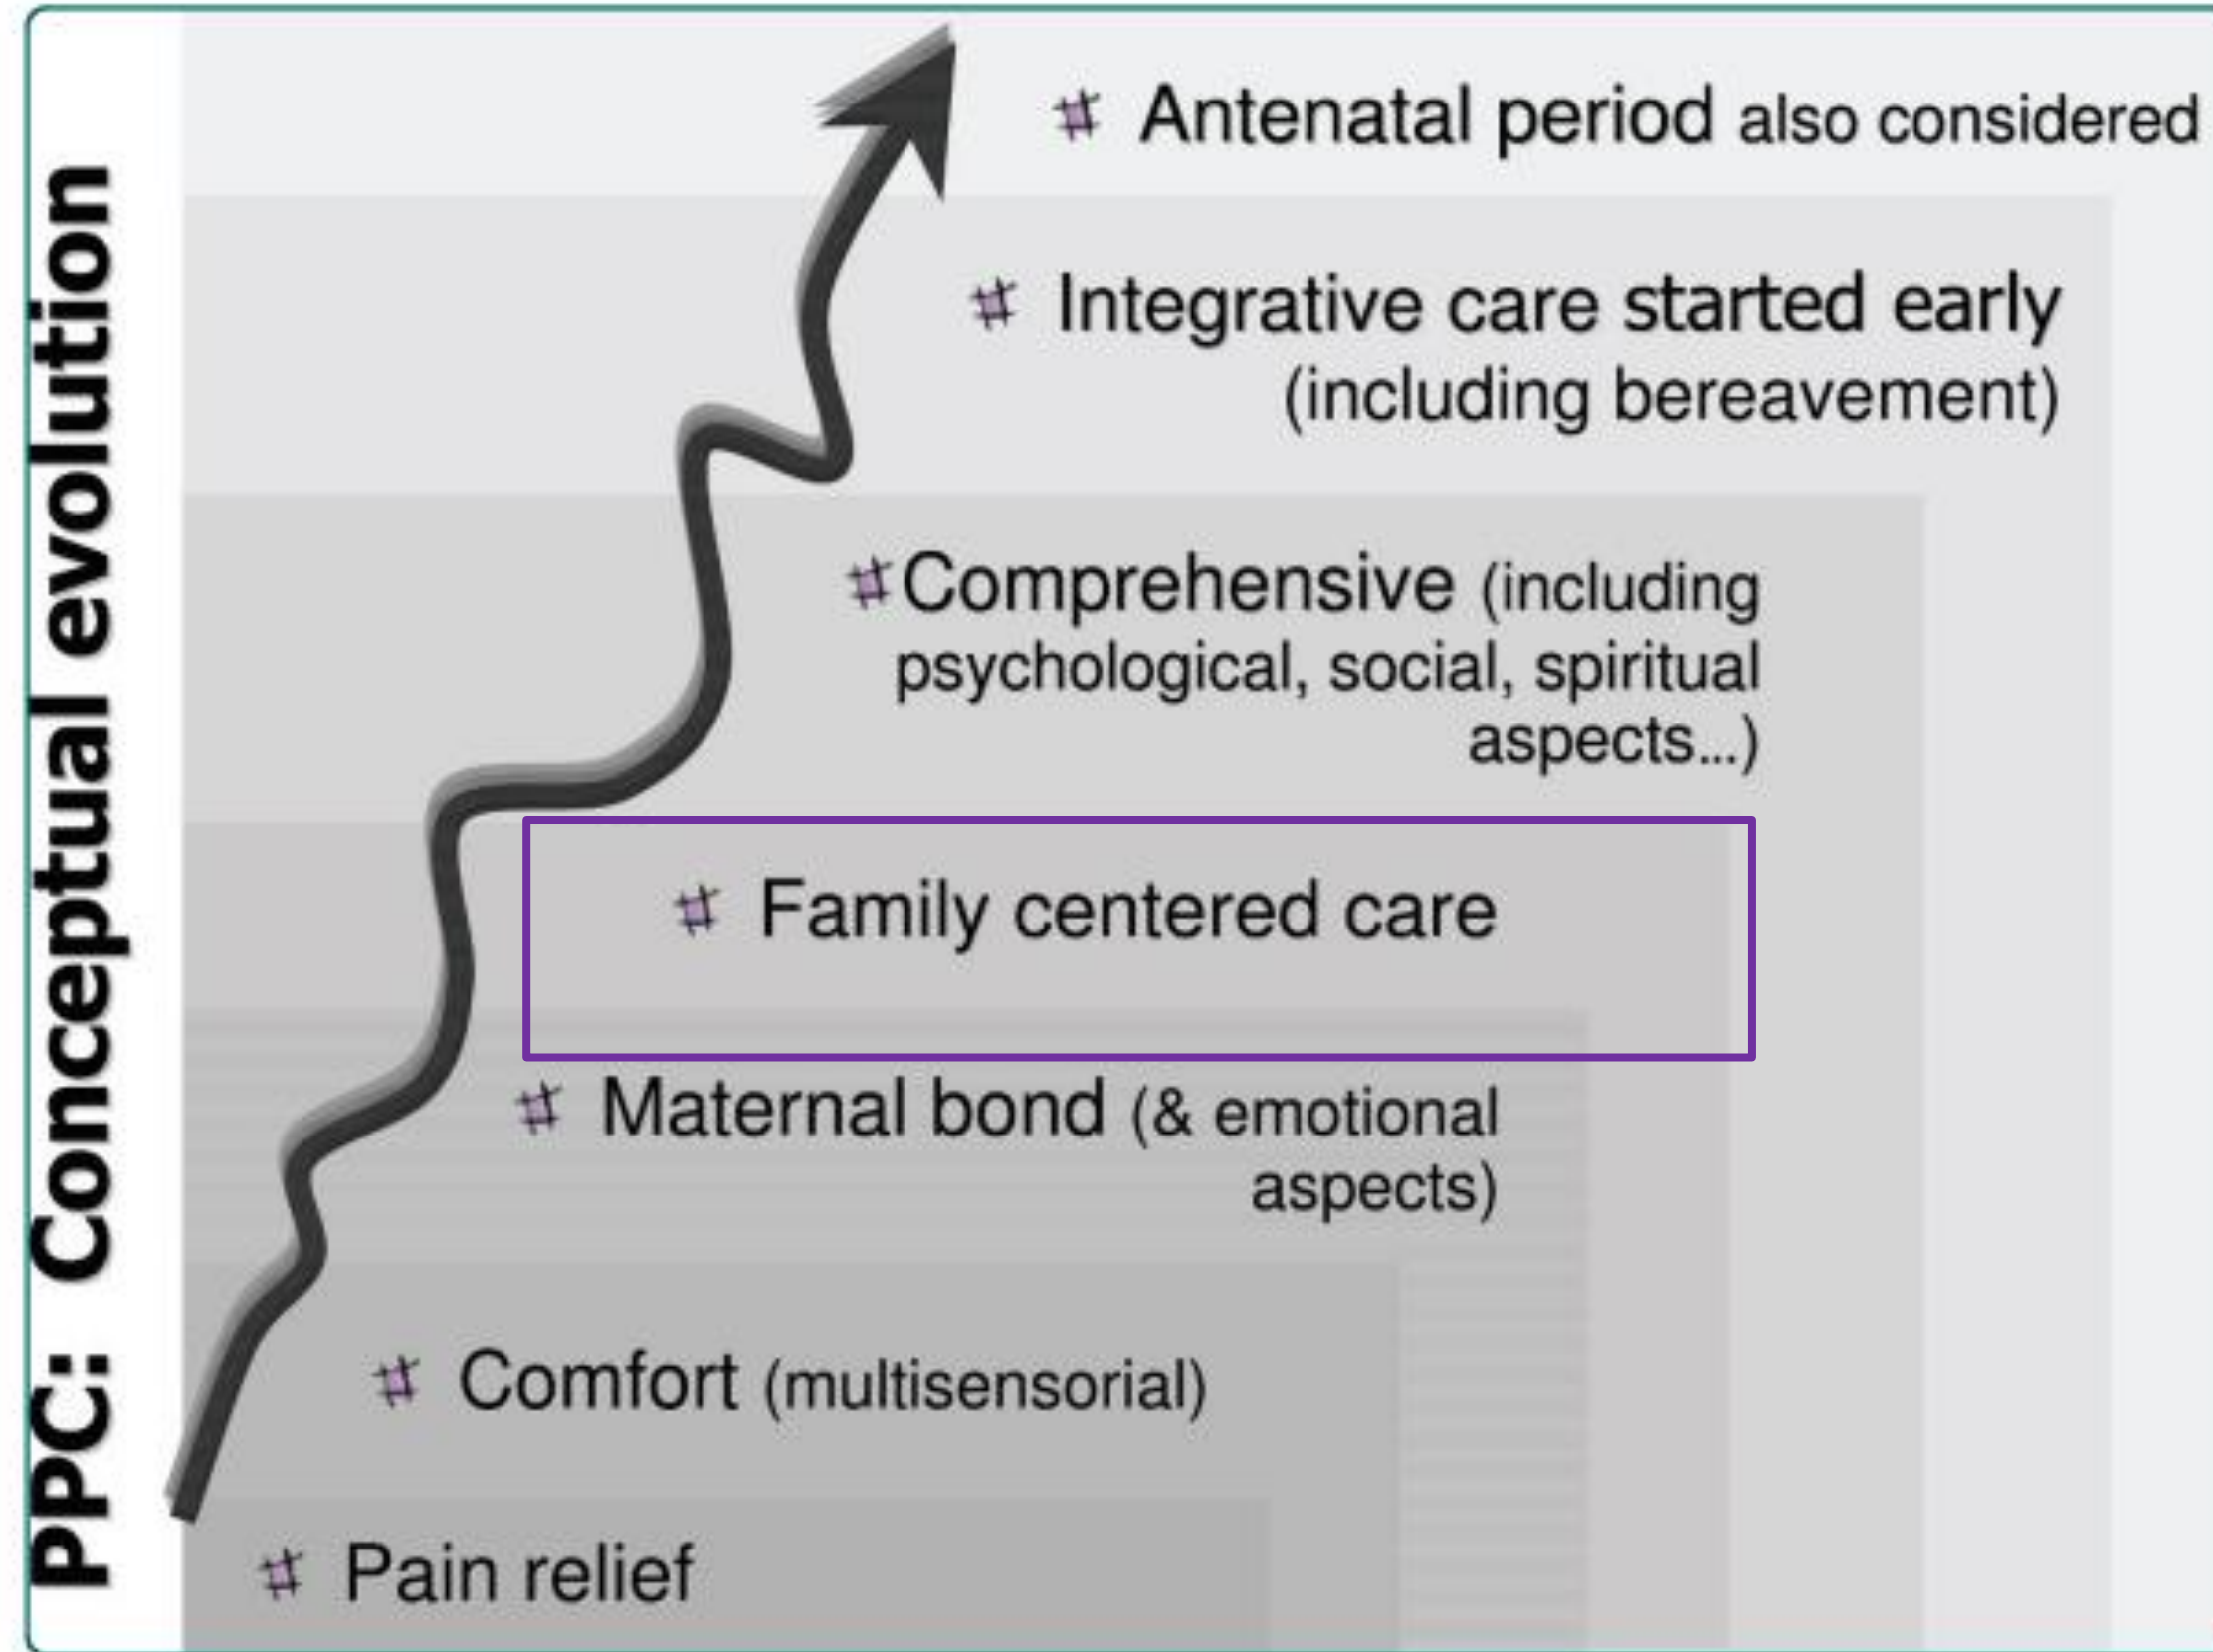 PPC: Conceptual evolution
Antenatal period also considered
Integrative care started early
(including bereavement)
Comprehensive (including
psychological, social, spiritual
aspects...)
Family centered care
Maternal bond (& emotional
aspects)
Comfort (multisensorial)
Pain relief